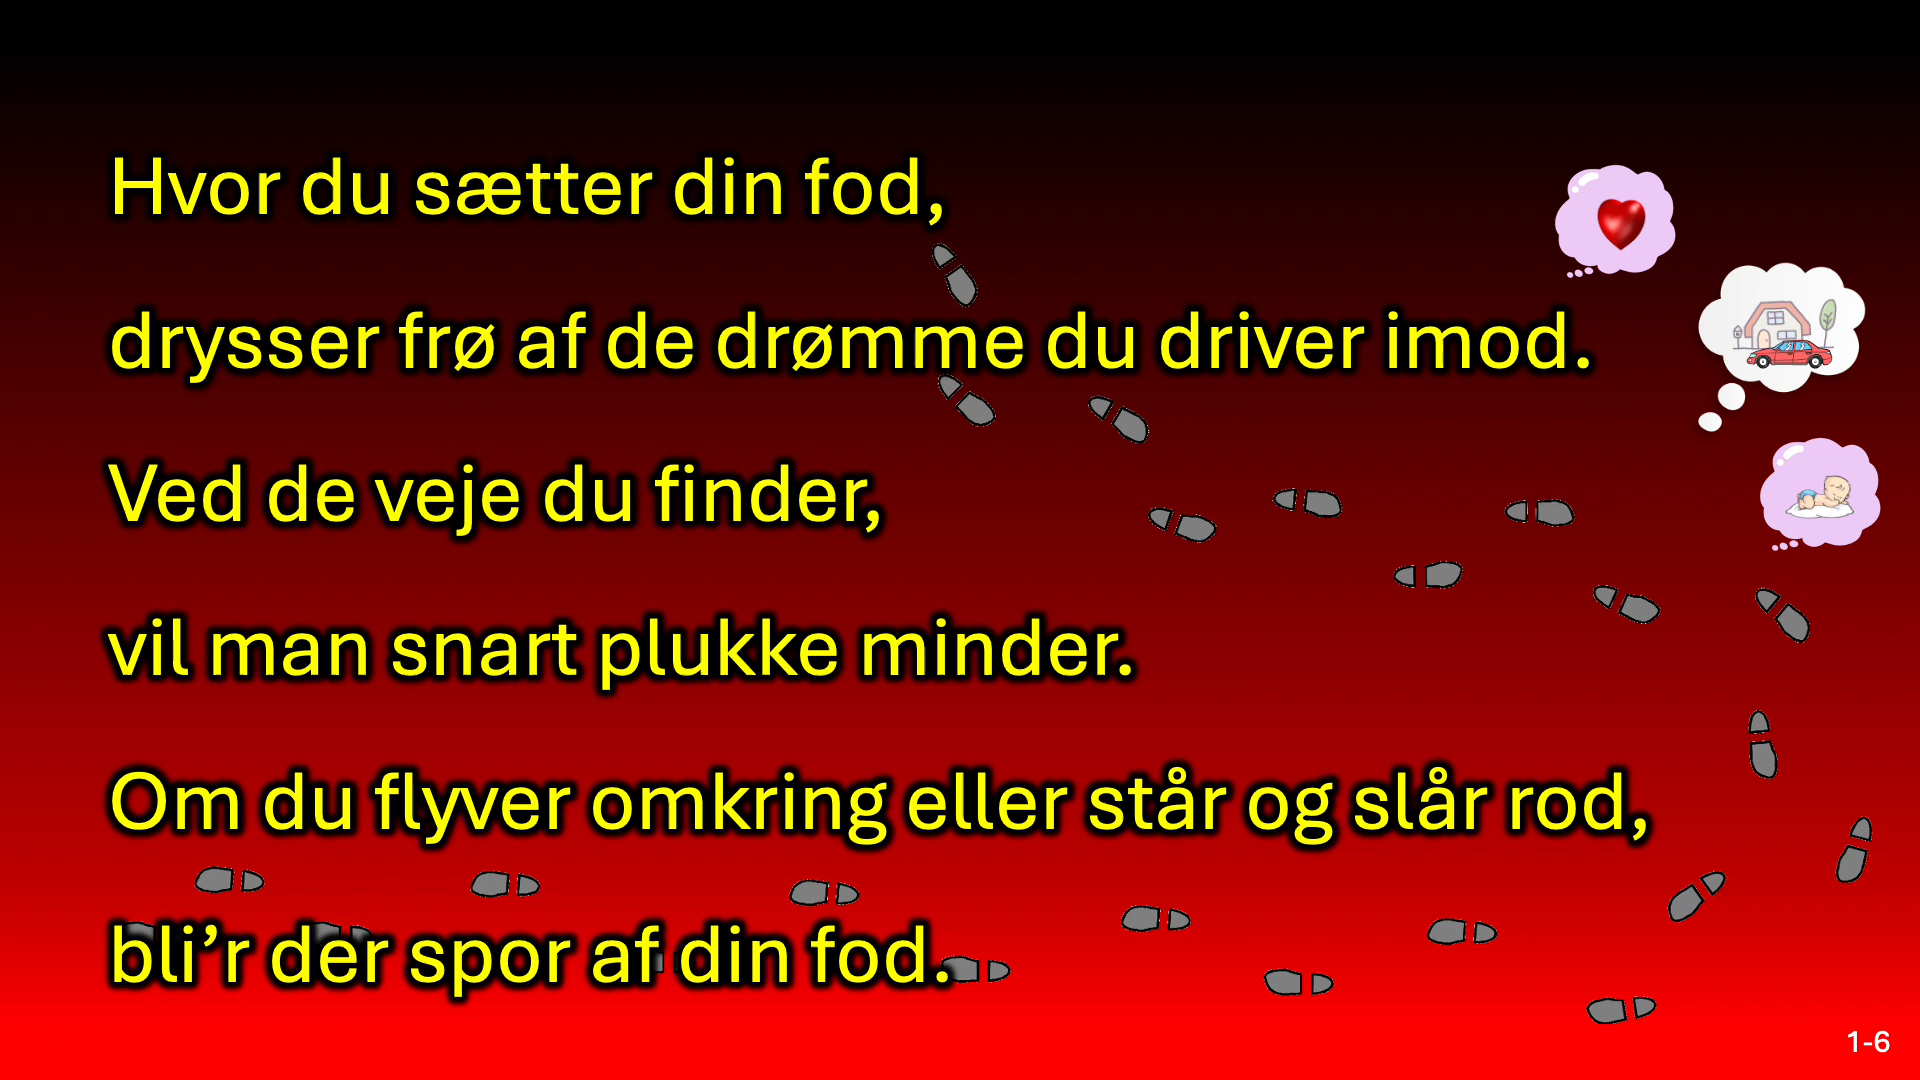 Hvor du sætter din fod,
drysser frø af de drømme du driver imod.
Ved de veje du finder,
vil man snart plukke minder.
Om du flyver omkring eller står og slår rod,
bli’r der spor af din fod.
1-6